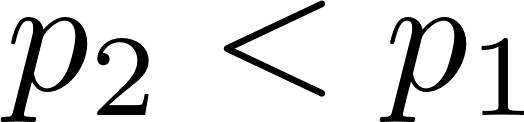 p₂ < p₁